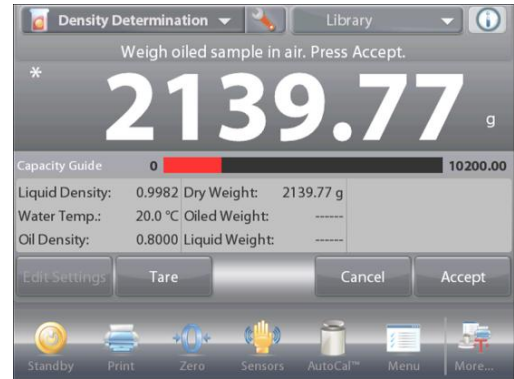 Density Determination Library
Weigh oiled sample in air. Press Accept.
* 2139.77 g
Capacity Guide 0 10200.00
Liquid Density: 0.9982 Dry Weight: 2139.77 g
Water Temp.: 20.0 °C Oiled Weight: ------
Oil Density: 0.8000 Liquid Weight: ------
Edit Settings Tare Cancel Accept
Standby Print Zero Sensors AutoCal™ Menu More...